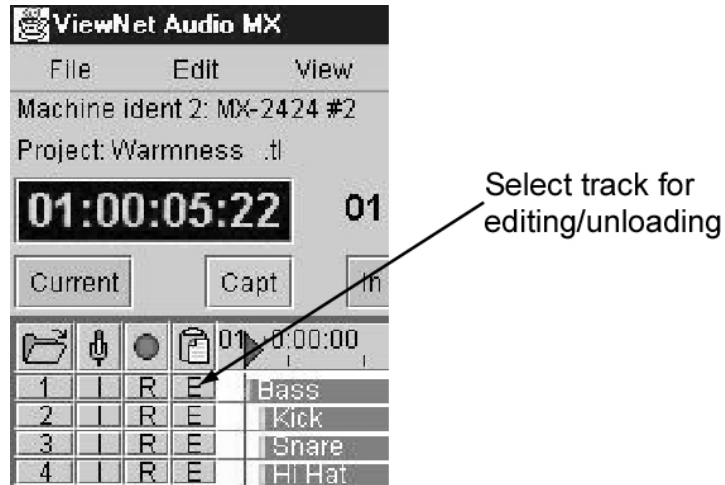 ViewNet Audio MX
File Edit View
Machine ident 2: MX-2424 #2
Project: Warmness .tl
01:00:05:22 01
Current Capt In
Select track for
editing/unloading
01 0:00:00
1 I R E Bass
2 I R E Kick
3 I R E Snare
4 I R E Hi Hat